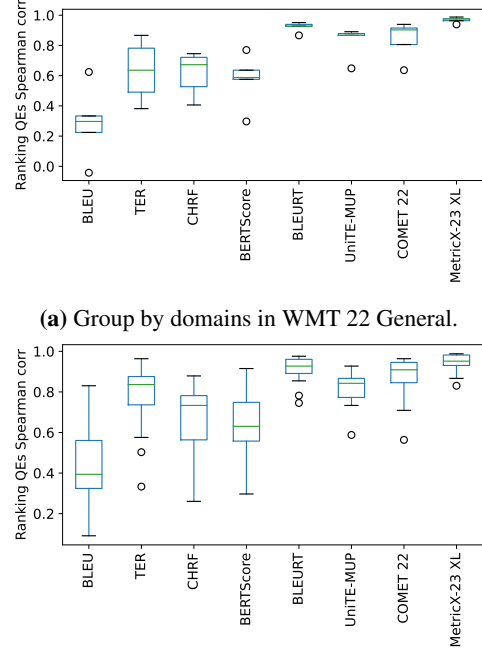 Ranking QEs Spearman corr
1.0
0.8
0.6
0.4
0.2
0.0
BLEU
TER
CHRF
BERTScore
BLEURT
UniTE-MUP
COMET 22
MetricX-23 XL
(a) Group by domains in WMT 22 General.
Ranking QEs Spearman corr
1.0
0.8
0.6
0.4
0.2
BLEU
TER
CHRF
BERTScore
BLEURT
UniTE-MUP
COMET 22
MetricX-23 XL